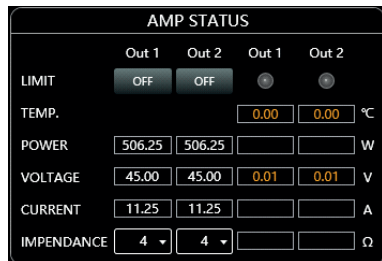 AMP STATUS
Out 1 Out 2 Out 1 Out 2
LIMIT OFF OFF
TEMP. 0.00 0.00 ℃
POWER 506.25 506.25 W
VOLTAGE 45.00 45.00 0.01 0.01 V
CURRENT 11.25 11.25 A
IMPENDANCE 4 4 Ω